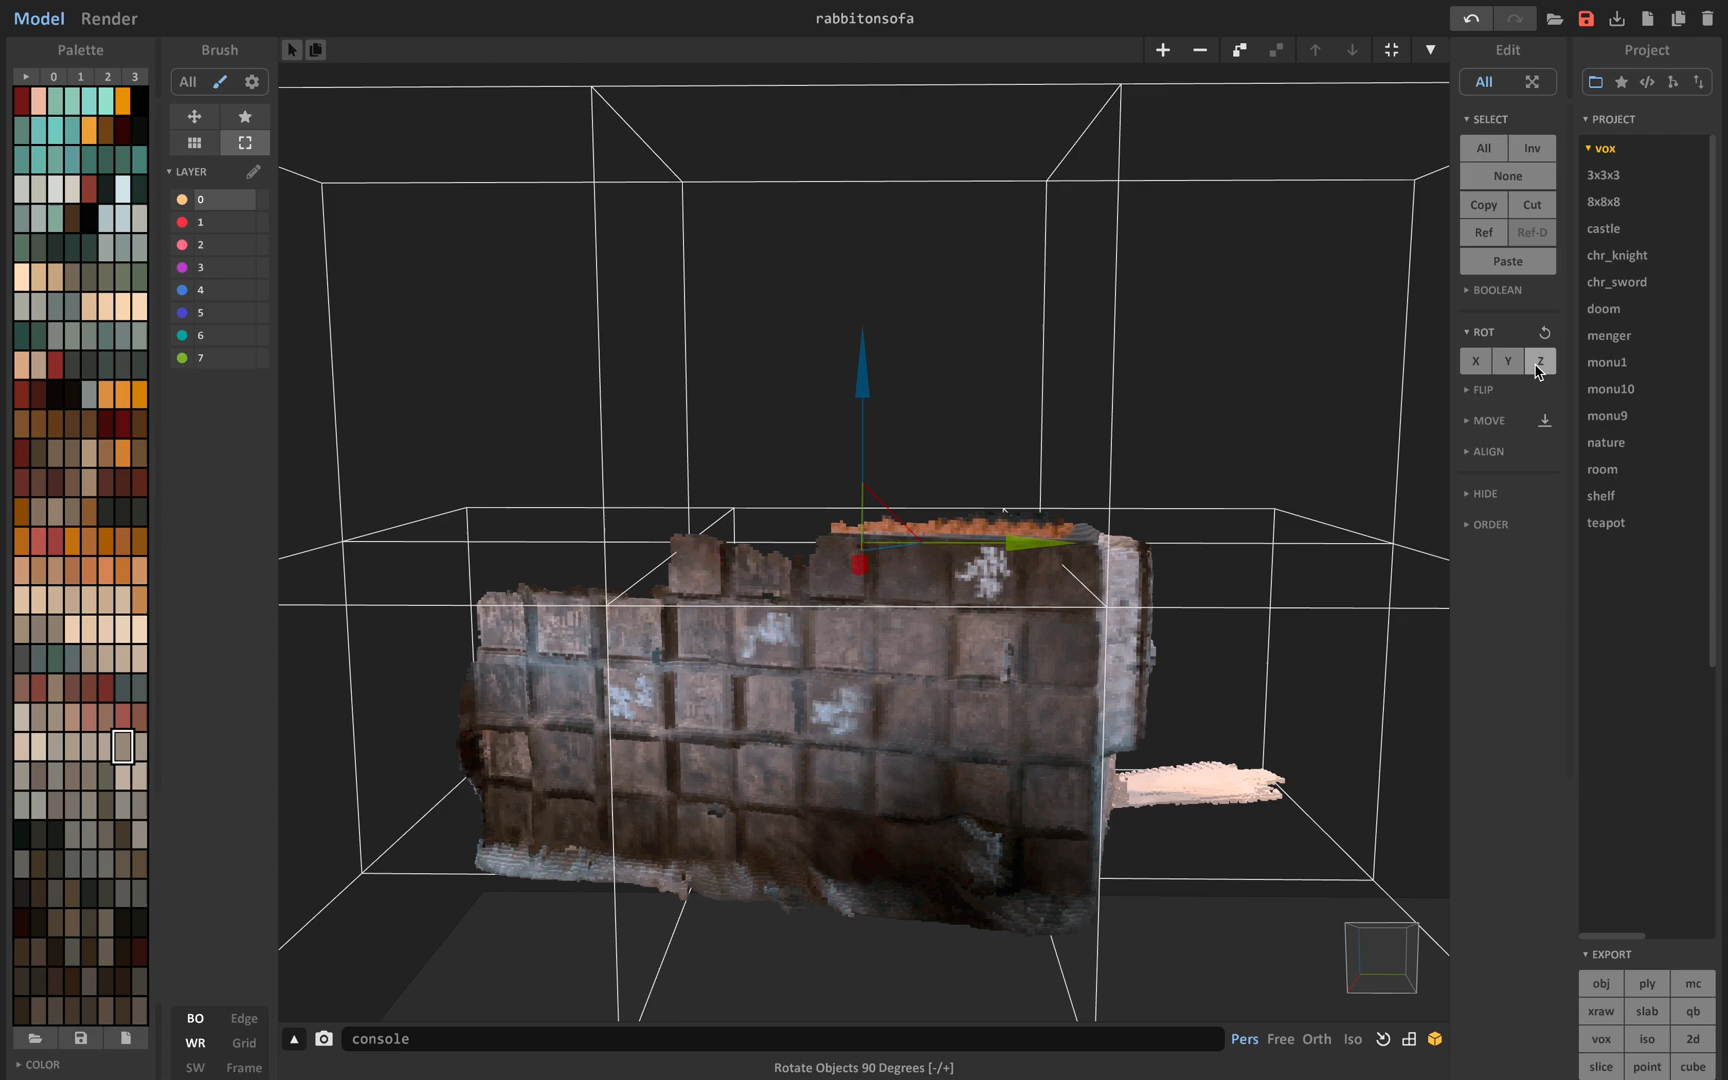 Model Render
rabbitonsofa
Palette
0 1 2 3
COLOR
Brush
All
LAYER
0
1
2
3
4
5
6
7
BO Edge
WR Grid
SW Frame
console
Pers Free Orth Iso
Rotate Objects 90 Degrees [-/+]
Edit
All
SELECT
All Inv
None
Copy Cut
Ref Ref-D
Paste
BOOLEAN
ROT
X Y Z
FLIP
MOVE
ALIGN
HIDE
ORDER
Project
PROJECT
vox
3x3x3
8x8x8
castle
chr_knight
chr_sword
doom
menger
monu1
monu10
monu9
nature
room
shelf
teapot
EXPORT
obj ply mc
xraw slab qb
vox iso 2d
slice point cube